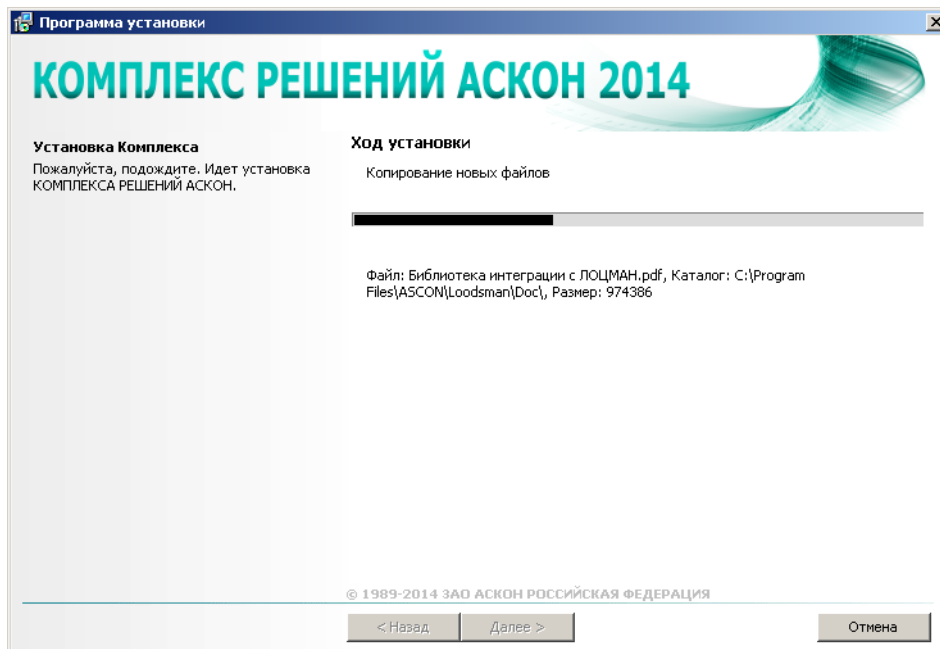 Программа установки
КОМПЛЕКС РЕШЕНИЙ АСКОН 2014
Установка Комплекса
Пожалуйста, подождите. Идет установка
КОМПЛЕКСА РЕШЕНИЙ АСКОН.
Ход установки
Копирование новых файлов
Файл: Библиотека интеграции с ЛОЦМАН.pdf, Каталог: C:\Program
Files\ASCON\Loodsman\Doc\, Размер: 974386
© 1989-2014 ЗАО АСКОН РОССИЙСКАЯ ФЕДЕРАЦИЯ
< Назад
Далее >
Отмена